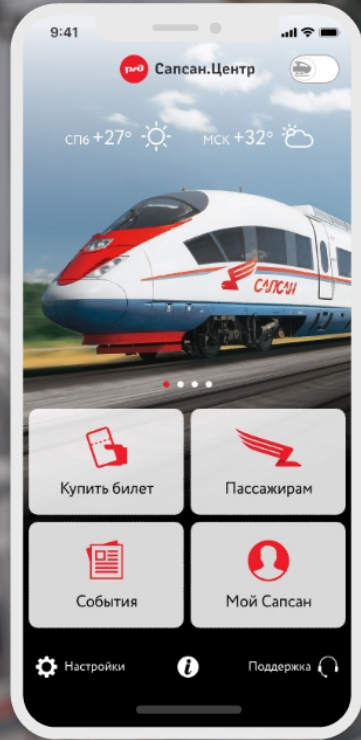 9:41
ржд Сапсан.Центр
СПб +27° МСК +32°
САПСАН
Купить билет
Пассажирам
События
Мой Сапсан
Настройки
i
Поддержка